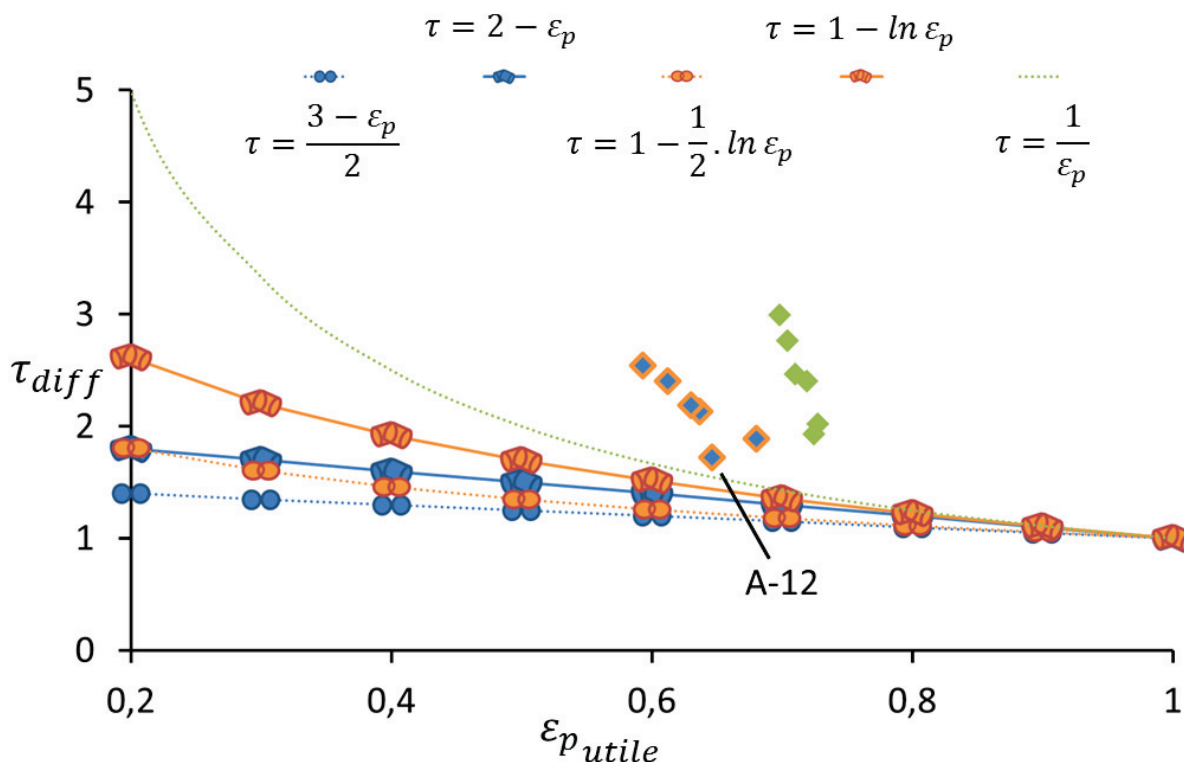 τ = 2 − ε_p
τ = 1 − ln ε_p
τ = (3 − ε_p)/2
τ = 1 − 1/2 . ln ε_p
τ = 1/ε_p
5
4
3
τ_diff
2
1
0
A-12
0,2
0,4
0,6
0,8
1
ε_p_utile